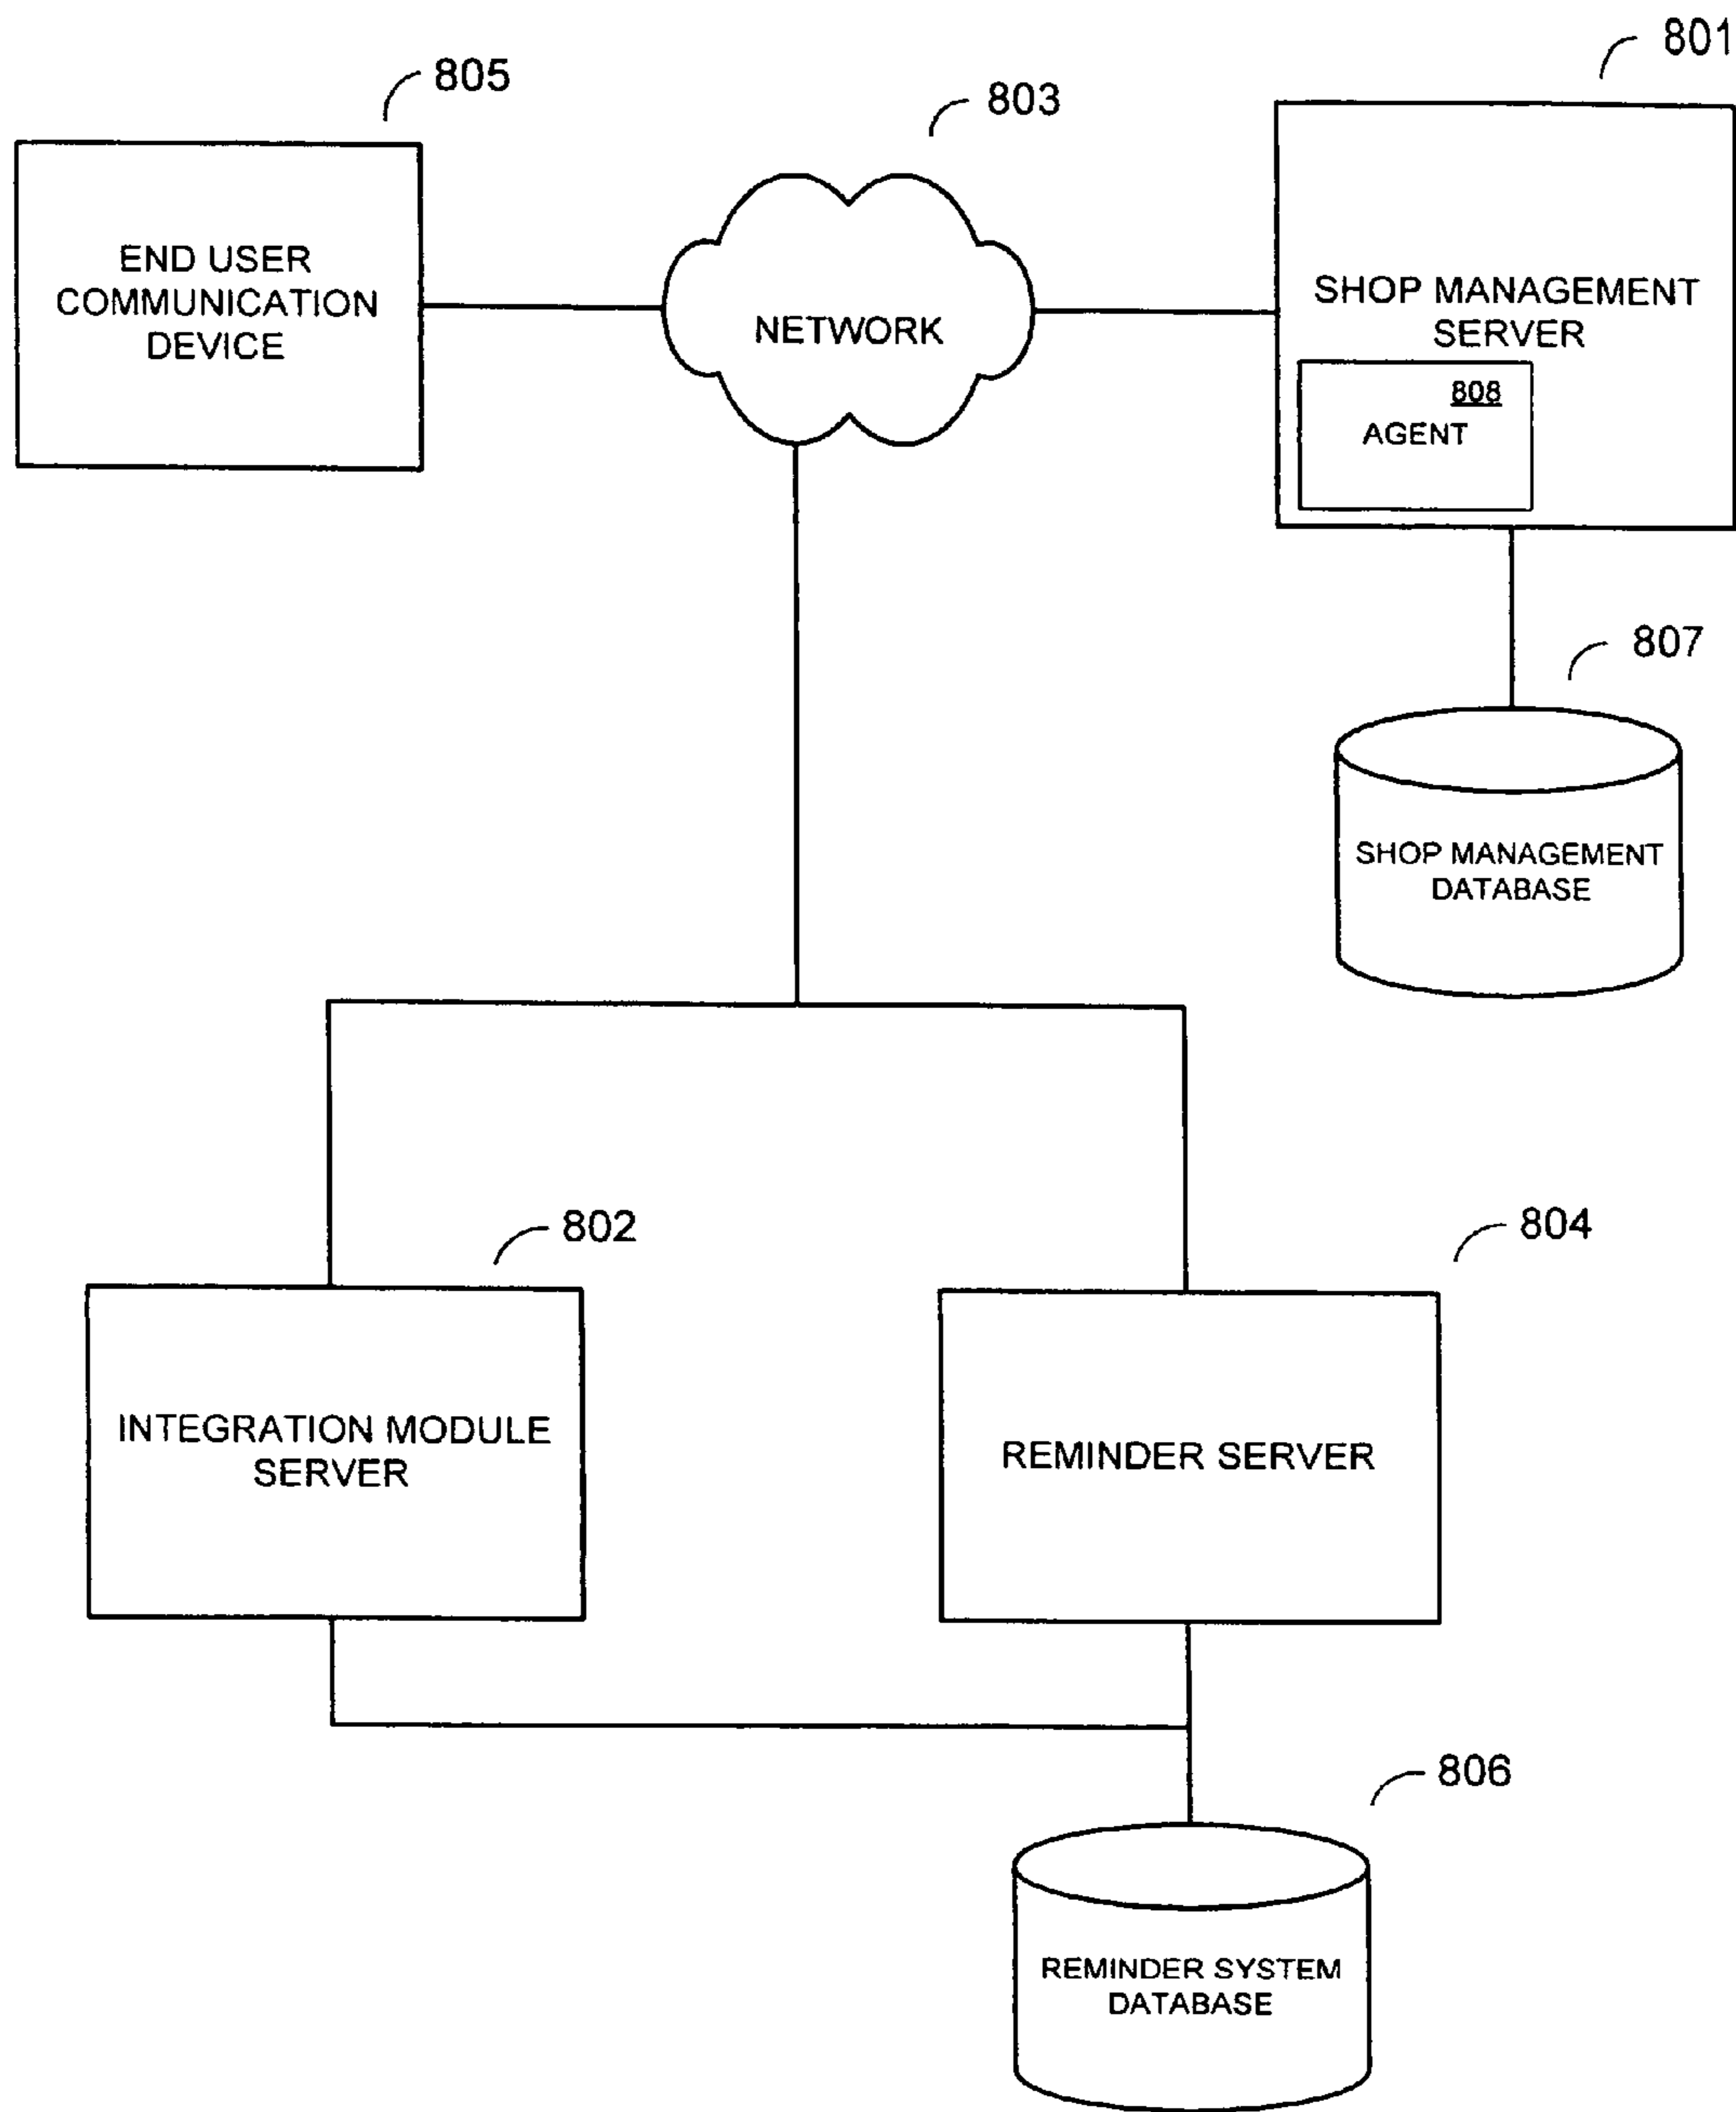 801
805
803
END USER
COMMUNICATION
DEVICE
NETWORK
SHOP MANAGEMENT
SERVER
808
AGENT
807
SHOP MANAGEMENT
DATABASE
802
804
INTEGRATION MODULE
SERVER
REMINDER SERVER
806
REMINDER SYSTEM
DATABASE